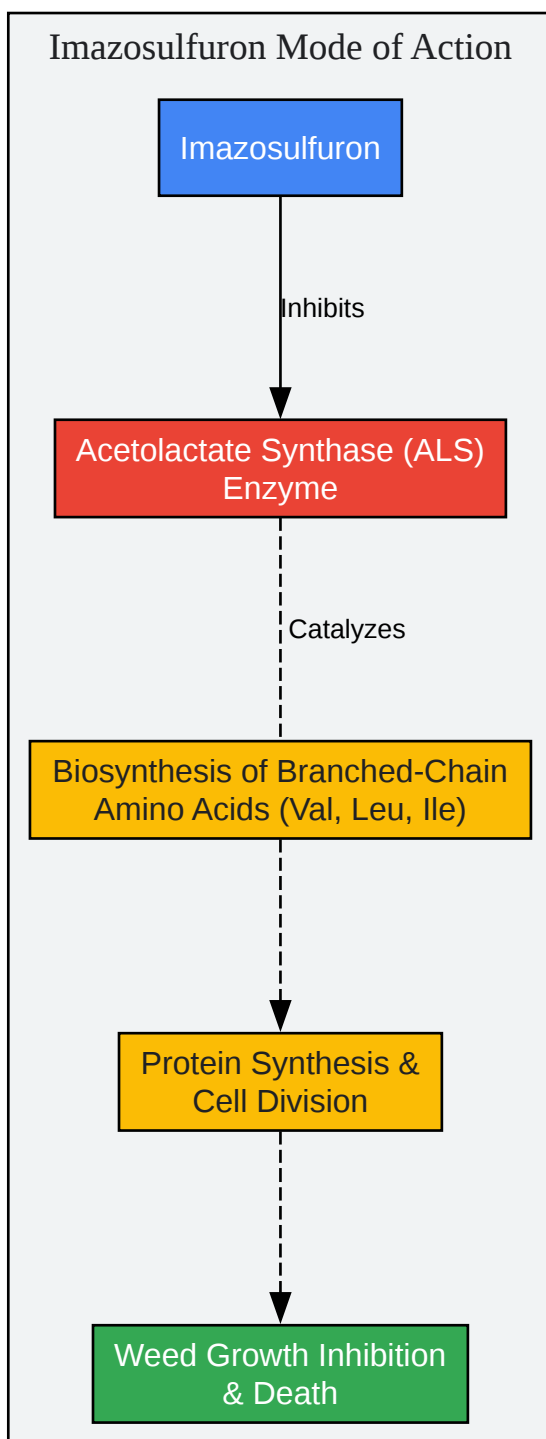 Imazosulfuron Mode of Action
Imazosulfuron
Inhibits
Acetolactate Synthase (ALS)
Enzyme
Catalyzes
Biosynthesis of Branched-Chain
Amino Acids (Val, Leu, Ile)
Protein Synthesis &
Cell Division
Weed Growth Inhibition
& Death